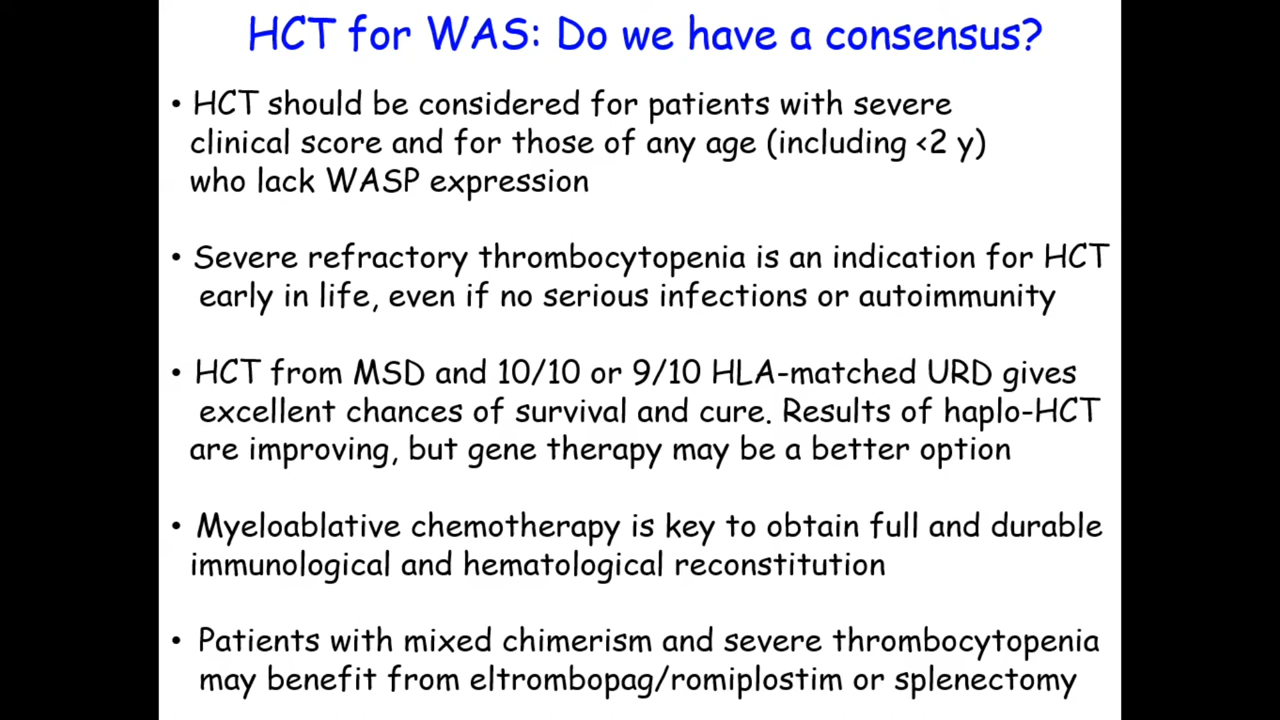 HCT for WAS: Do we have a consensus?
• HCT should be considered for patients with severe
clinical score and for those of any age (including <2 y)
who lack WASP expression
• Severe refractory thrombocytopenia is an indication for HCT
early in life, even if no serious infections or autoimmunity
• HCT from MSD and 10/10 or 9/10 HLA-matched URD gives
excellent chances of survival and cure. Results of haplo-HCT
are improving, but gene therapy may be a better option
• Myeloablative chemotherapy is key to obtain full and durable
immunological and hematological reconstitution
• Patients with mixed chimerism and severe thrombocytopenia
may benefit from eltrombopag/romiplostim or splenectomy